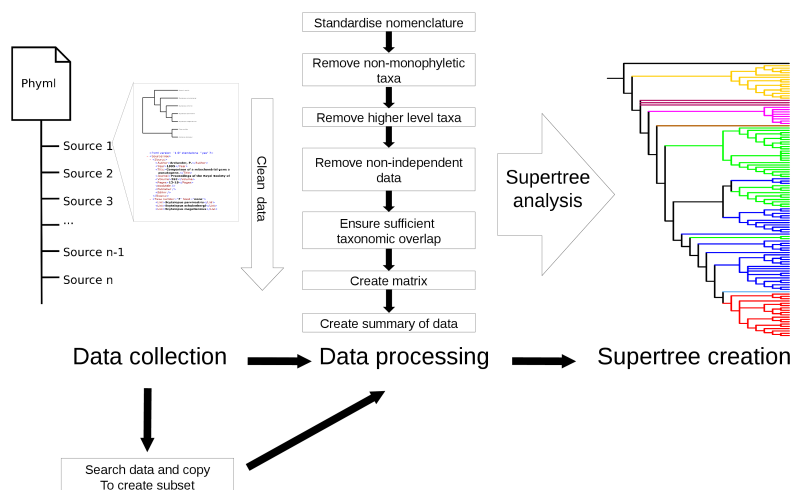 Phyml
Source 1
Source 2
Source 3
...
Source n-1
Source n
Clean data
Standardise nomenclature
Remove non-monophyletic
taxa
Remove higher level taxa
Remove non-independent
data
Ensure sufficient
taxonomic overlap
Create matrix
Create summary of data
Supertree
analysis
Data collection
Data processing
Supertree creation
Search data and copy
To create subset